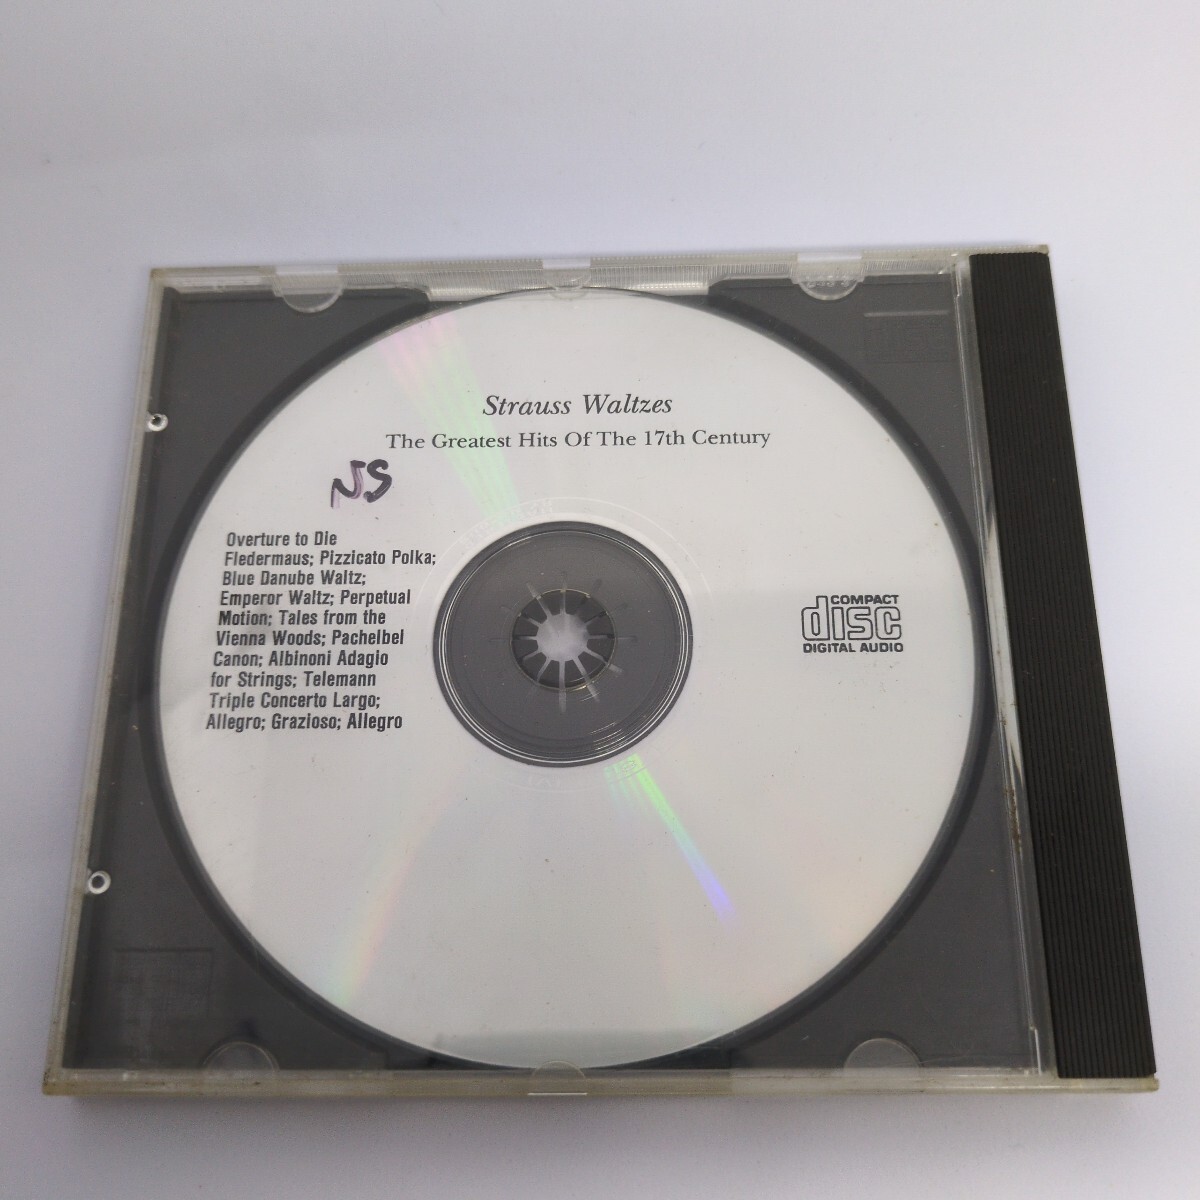 Strauss Waltzes
The Greatest Hits Of The 17th Century
NS
Overture to Die
Fledermaus; Pizzicato Polka;
Blue Danube Waltz;
Emperor Waltz; Perpetual
Motion; Tales from the
Vienna Woods; Pachelbel
Canon; Albinoni Adagio
for Strings; Telemann
Triple Concerto Largo;
Allegro; Grazioso; Allegro
COMPACT
disc
DIGITAL AUDIO